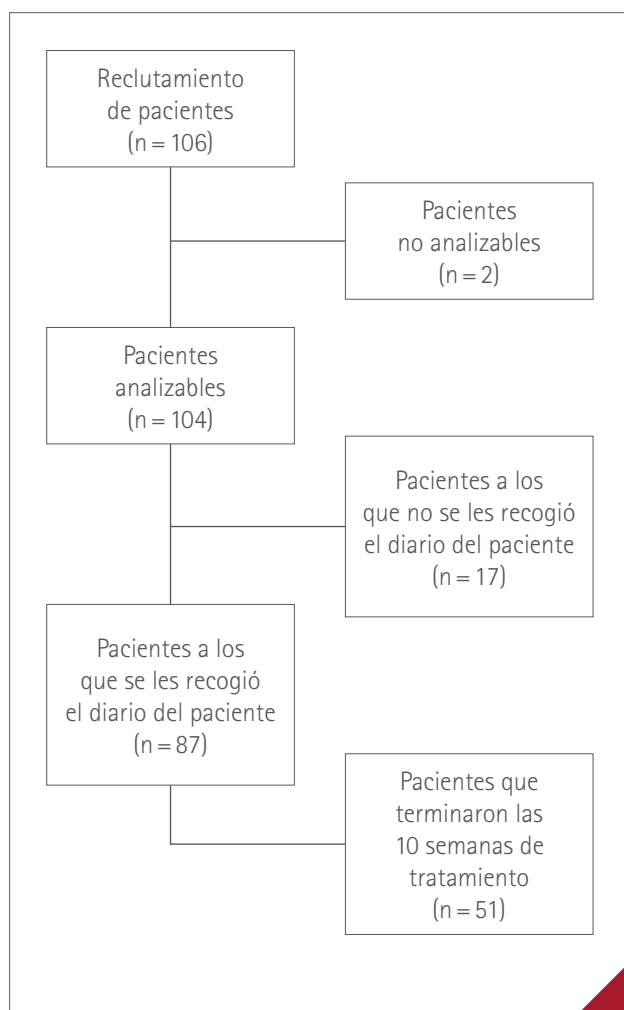 Reclutamiento
de pacientes
(n = 106)
Pacientes
no analizables
(n = 2)
Pacientes
analizables
(n = 104)
Pacientes a los
que no se les recogió
el diario del paciente
(n = 17)
Pacientes a los
que se les recogió
el diario del paciente
(n = 87)
Pacientes que
terminaron las
10 semanas de
tratamiento
(n = 51)